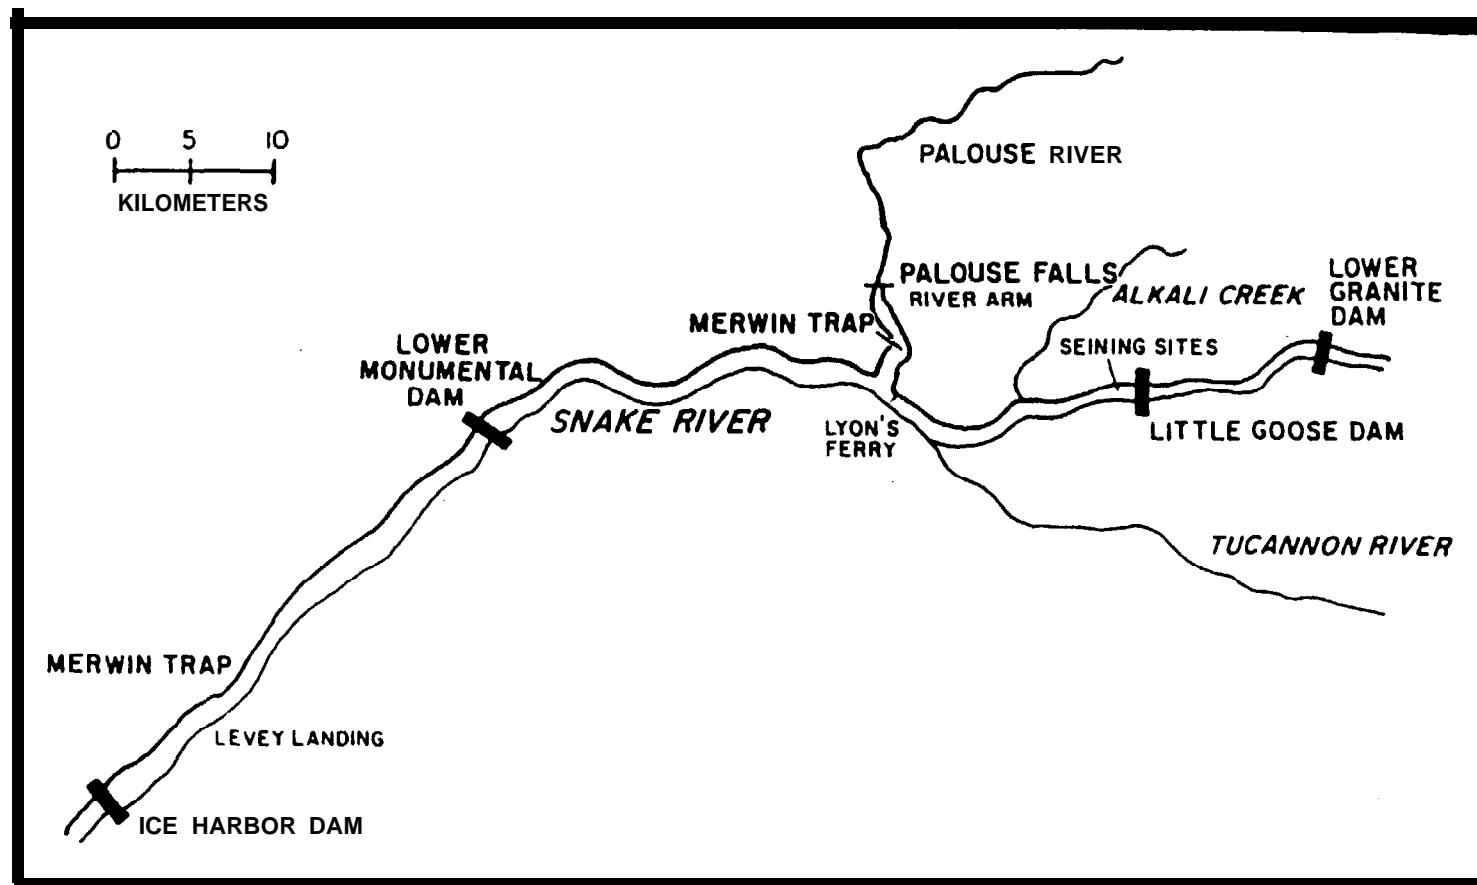 0 5 10
KILOMETERS
PALOUSE RIVER
PALOUSE FALLS
RIVER ARM
ALKALI CREEK
LOWER
GRANITE
DAM
MERWIN TRAP
SEINING SITES
LOWER
MONUMENTAL
DAM
SNAKE RIVER
LYON'S
FERRY
LITTLE GOOSE DAM
TUCANNON RIVER
MERWIN TRAP
LEVEY LANDING
ICE HARBOR DAM